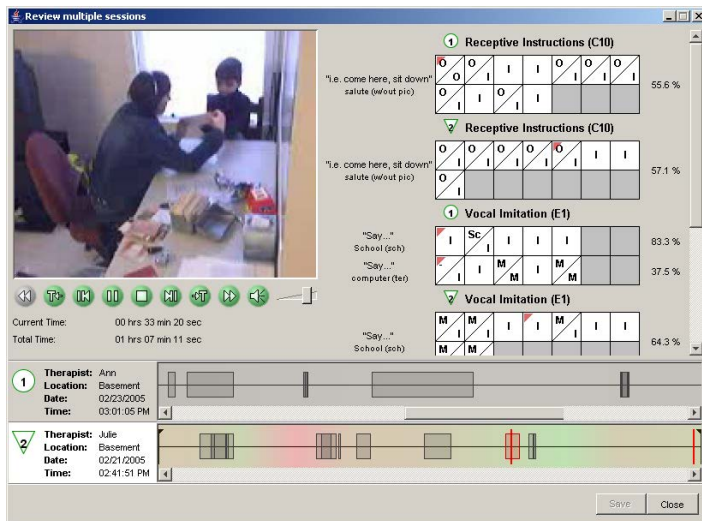 Review multiple sessions
1 Receptive Instructions (C10)
"i.e. come here, sit down"
salute (w/out pic)
O O O I I I O O O
O I I I I
O I O I
I I
55.6 %
2 Receptive Instructions (C10)
"i.e. come here, sit down"
salute (w/out pic)
O O O O O I I
I I I I I
O
I
57.1 %
1 Vocal Imitation (E1)
"Say..."
School (sch)
I Sc I I I I
83.3 %
"Say..."
computer (ter)
- I I M M I M M
37.5 %
2 Vocal Imitation (E1)
"Say..."
School (sch)
M I M I I I M I I
M M M M
64.3 %
Current Time: 00 hrs 33 min 20 sec
Total Time: 01 hrs 07 min 11 sec
1
Therapist: Ann
Location: Basement
Date: 02/23/2005
Time: 03:01:05 PM
2
Therapist: Julie
Location: Basement
Date: 02/21/2005
Time: 02:41:51 PM
Save Close